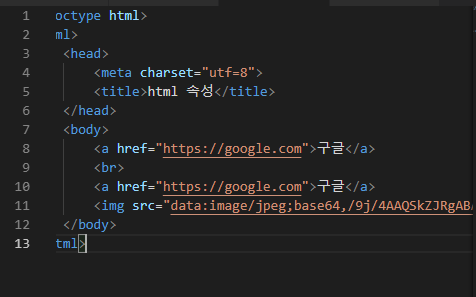 1 octype html>
2 ml>
3 <head>
4 <meta charset="utf=8">
5 <title>html 속성</title>
6 </head>
7 <body>
8 <a href="https://google.com">구글</a>
9 <br>
10 <a href="https://google.com">구글</a>
11 <img src="data:image/jpeg;base64,/9j/4AAQSkZJRgABA
12 </body>
13 tml>